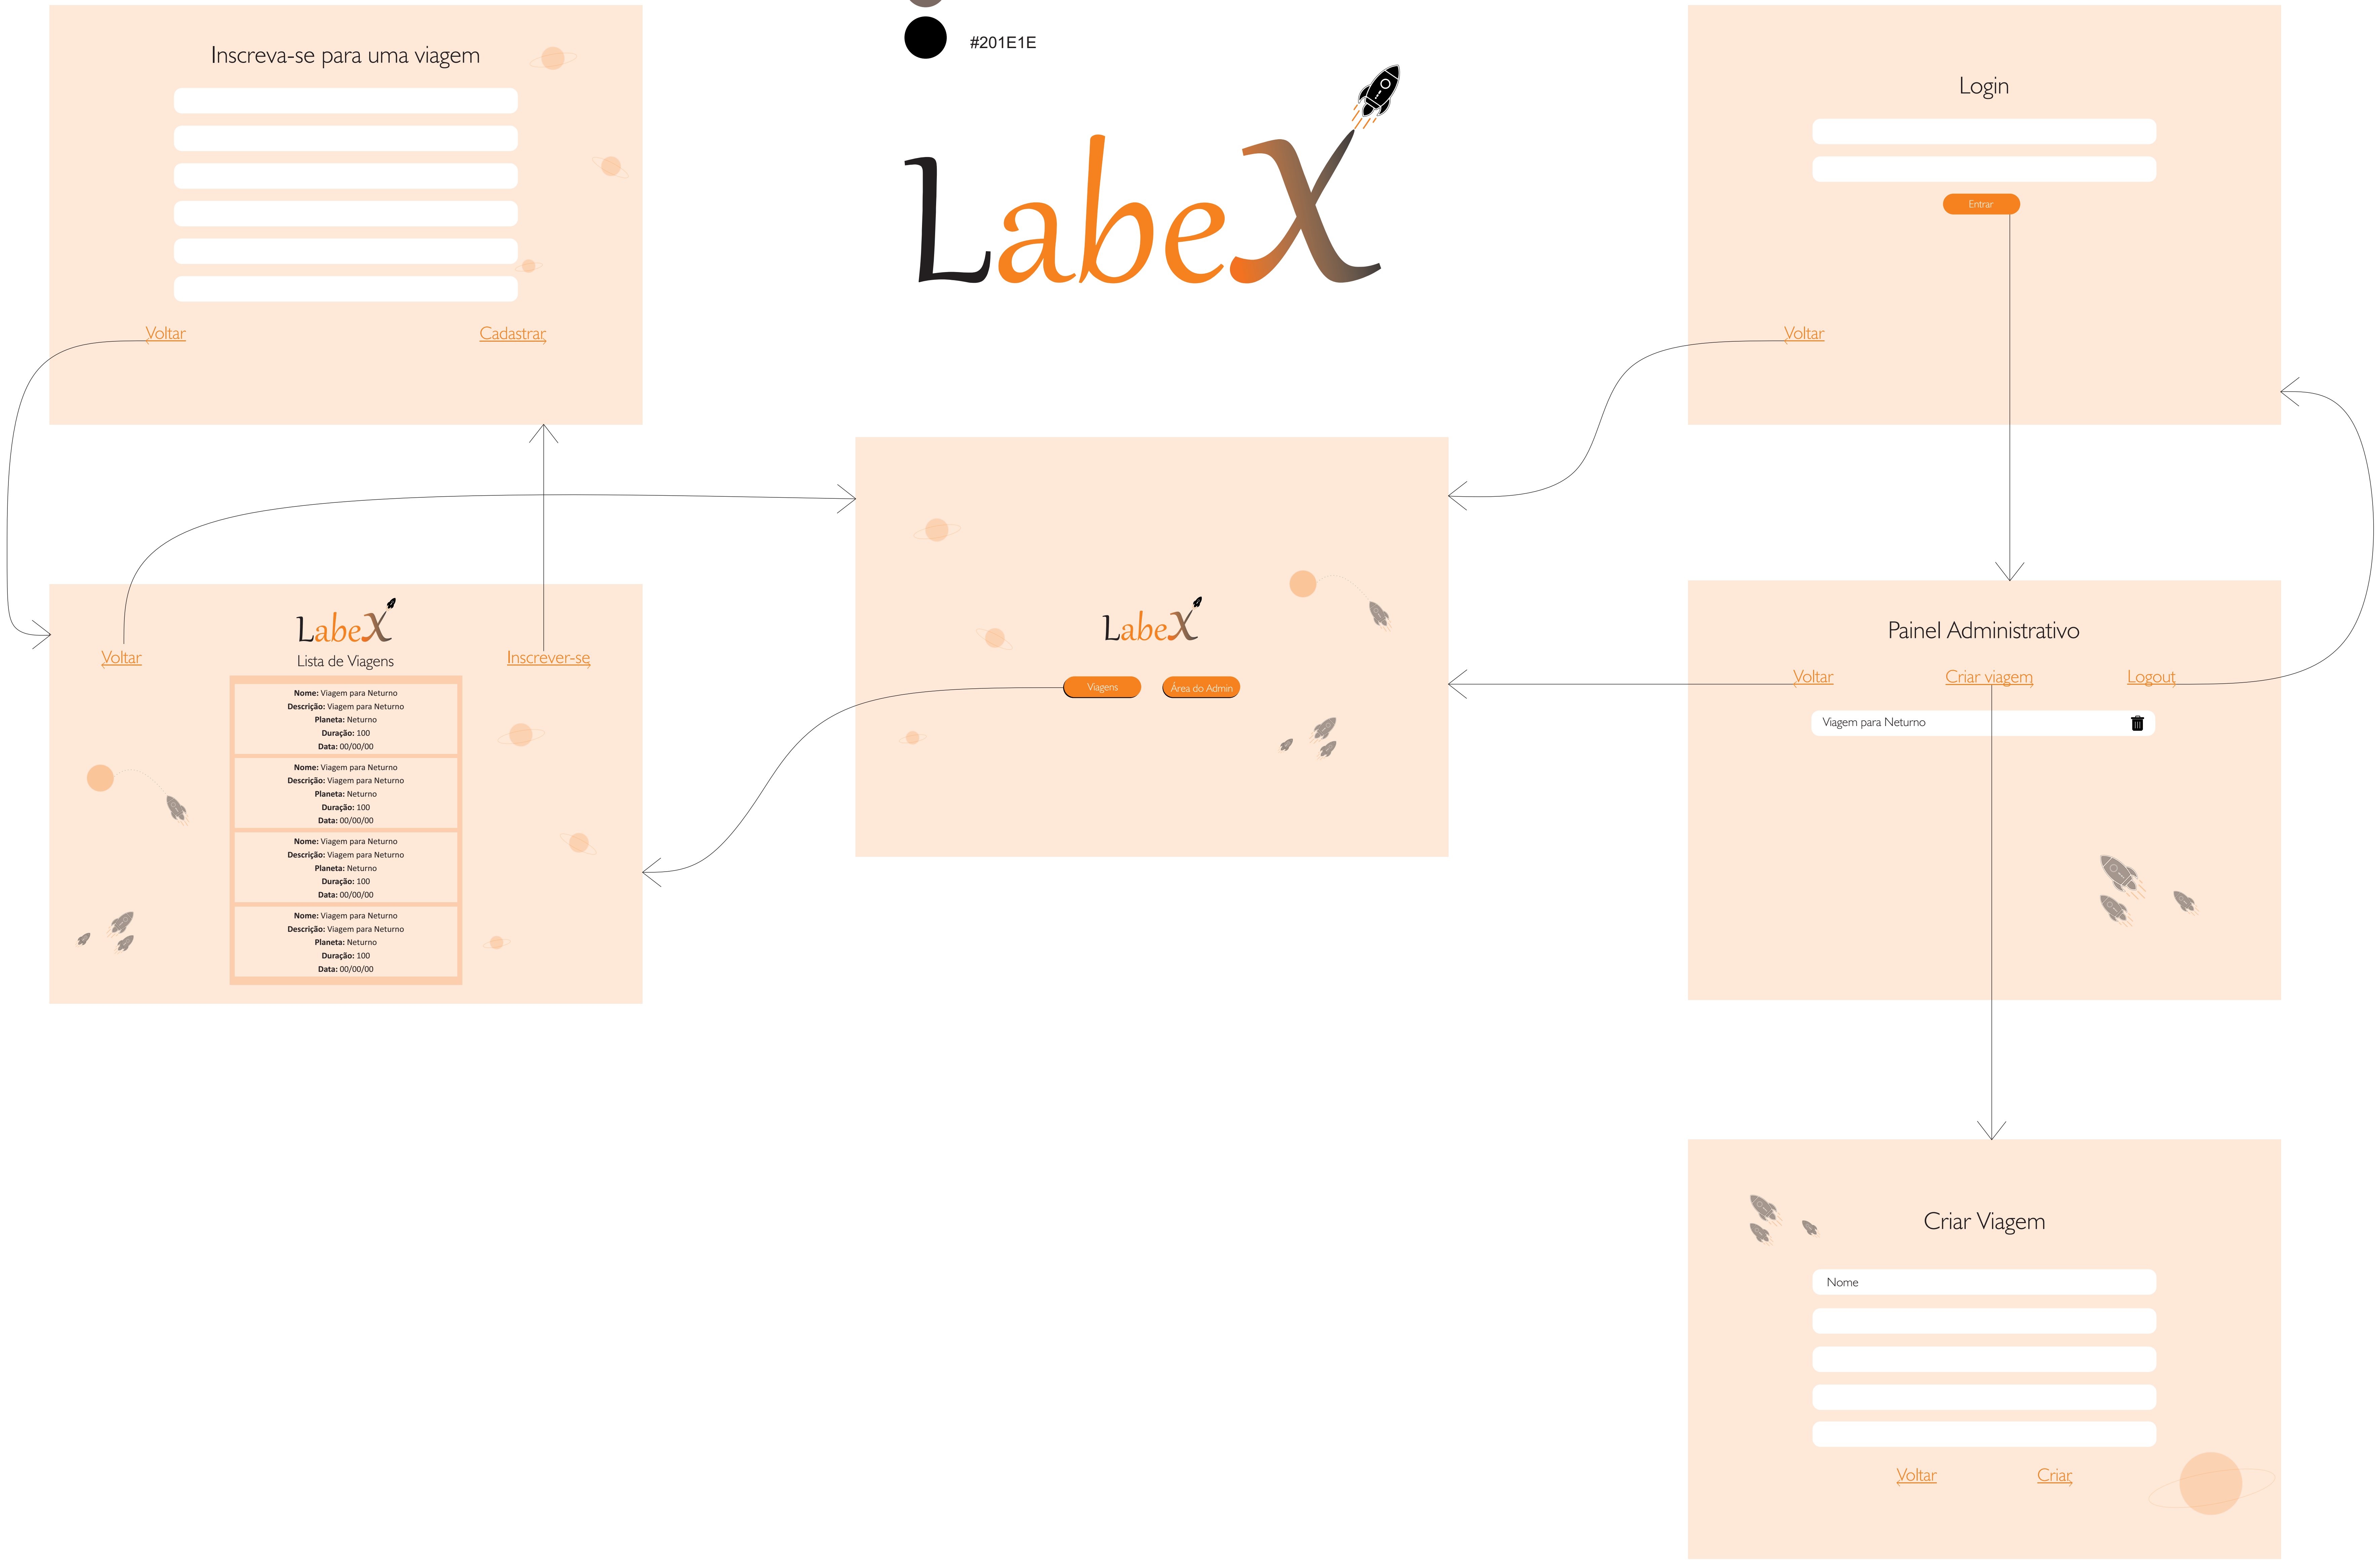 Inscreva-se para uma viagem
Voltar
Cadastrar
#201E1E
LabeX
Login
Entrar
Voltar
LabeX
Voltar
Lista de Viagens
Inscrever-se
Nome: Viagem para Neturno
Descrição: Viagem para Neturno
Planeta: Neturno
Duração: 100
Data: 00/00/00
Nome: Viagem para Neturno
Descrição: Viagem para Neturno
Planeta: Neturno
Duração: 100
Data: 00/00/00
Nome: Viagem para Neturno
Descrição: Viagem para Neturno
Planeta: Neturno
Duração: 100
Data: 00/00/00
Nome: Viagem para Neturno
Descrição: Viagem para Neturno
Planeta: Neturno
Duração: 100
Data: 00/00/00
LabeX
Viagens
Área do Admin
Painel Administrativo
Voltar
Criar viagem
Logout
Viagem para Neturno
Criar Viagem
Nome
Voltar
Criar